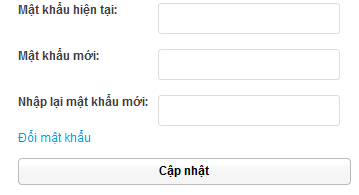 Mật khẩu hiện tại:
Mật khẩu mới:
Nhập lại mật khẩu mới:
Đổi mật khẩu
Cập nhật